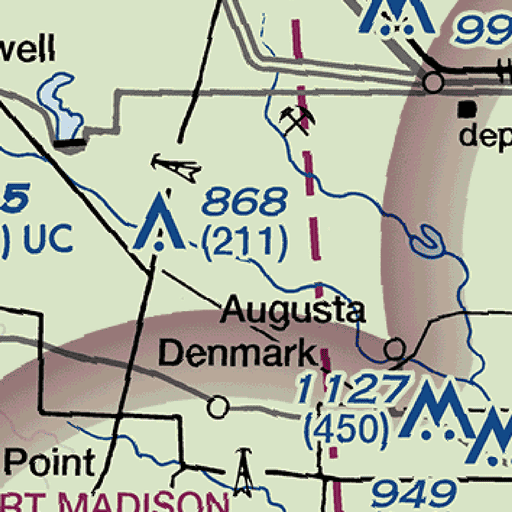 well
99
dep
5
868
) UC
(211)
Augusta
Denmark
1127
(450)
Point
949
RT MADISON